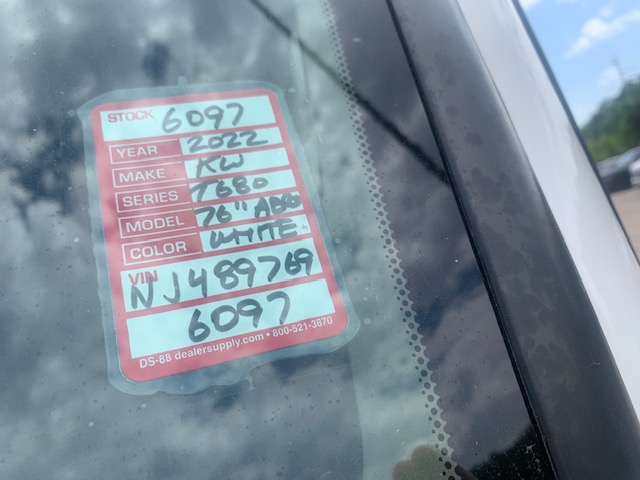 STOCK 6097
YEAR 2022
MAKE KW
SERIES T680
MODEL 76" AERO
COLOR WHITE
VIN NJ489769
6097
DS-88 dealersupply.com • 800-521-3870